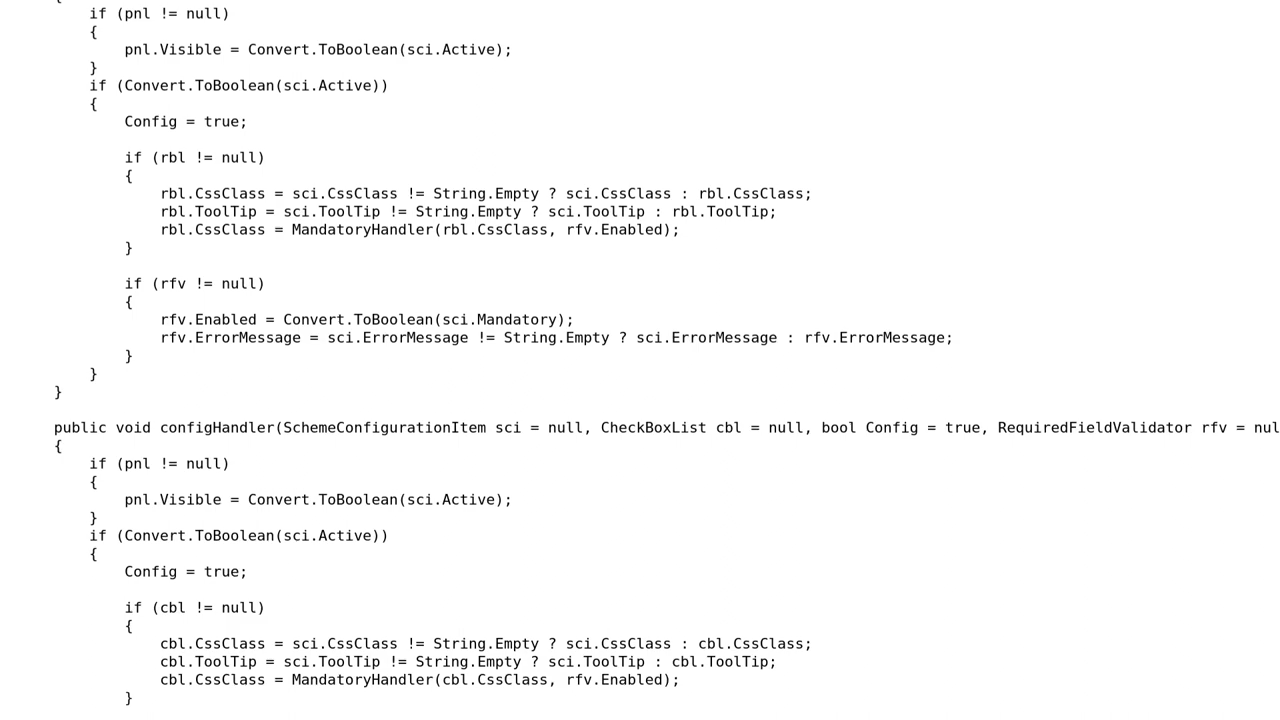 if (pnl != null)
{
pnl.Visible = Convert.ToBoolean(sci.Active);
}
if (Convert.ToBoolean(sci.Active))
{
Config = true;
if (rbl != null)
{
rbl.CssClass = sci.CssClass != String.Empty ? sci.CssClass : rbl.CssClass;
rbl.ToolTip = sci.ToolTip != String.Empty ? sci.ToolTip : rbl.ToolTip;
rbl.CssClass = MandatoryHandler(rbl.CssClass, rfv.Enabled);
}
if (rfv != null)
{
rfv.Enabled = Convert.ToBoolean(sci.Mandatory);
rfv.ErrorMessage = sci.ErrorMessage != String.Empty ? sci.ErrorMessage : rfv.ErrorMessage;
}
}
}
public void configHandler(SchemeConfigurationItem sci = null, CheckBoxList cbl = null, bool Config = true, RequiredFieldValidator rfv = nul
{
if (pnl != null)
{
pnl.Visible = Convert.ToBoolean(sci.Active);
}
if (Convert.ToBoolean(sci.Active))
{
Config = true;
if (cbl != null)
{
cbl.CssClass = sci.CssClass != String.Empty ? sci.CssClass : cbl.CssClass;
cbl.ToolTip = sci.ToolTip != String.Empty ? sci.ToolTip : cbl.ToolTip;
cbl.CssClass = MandatoryHandler(cbl.CssClass, rfv.Enabled);
}